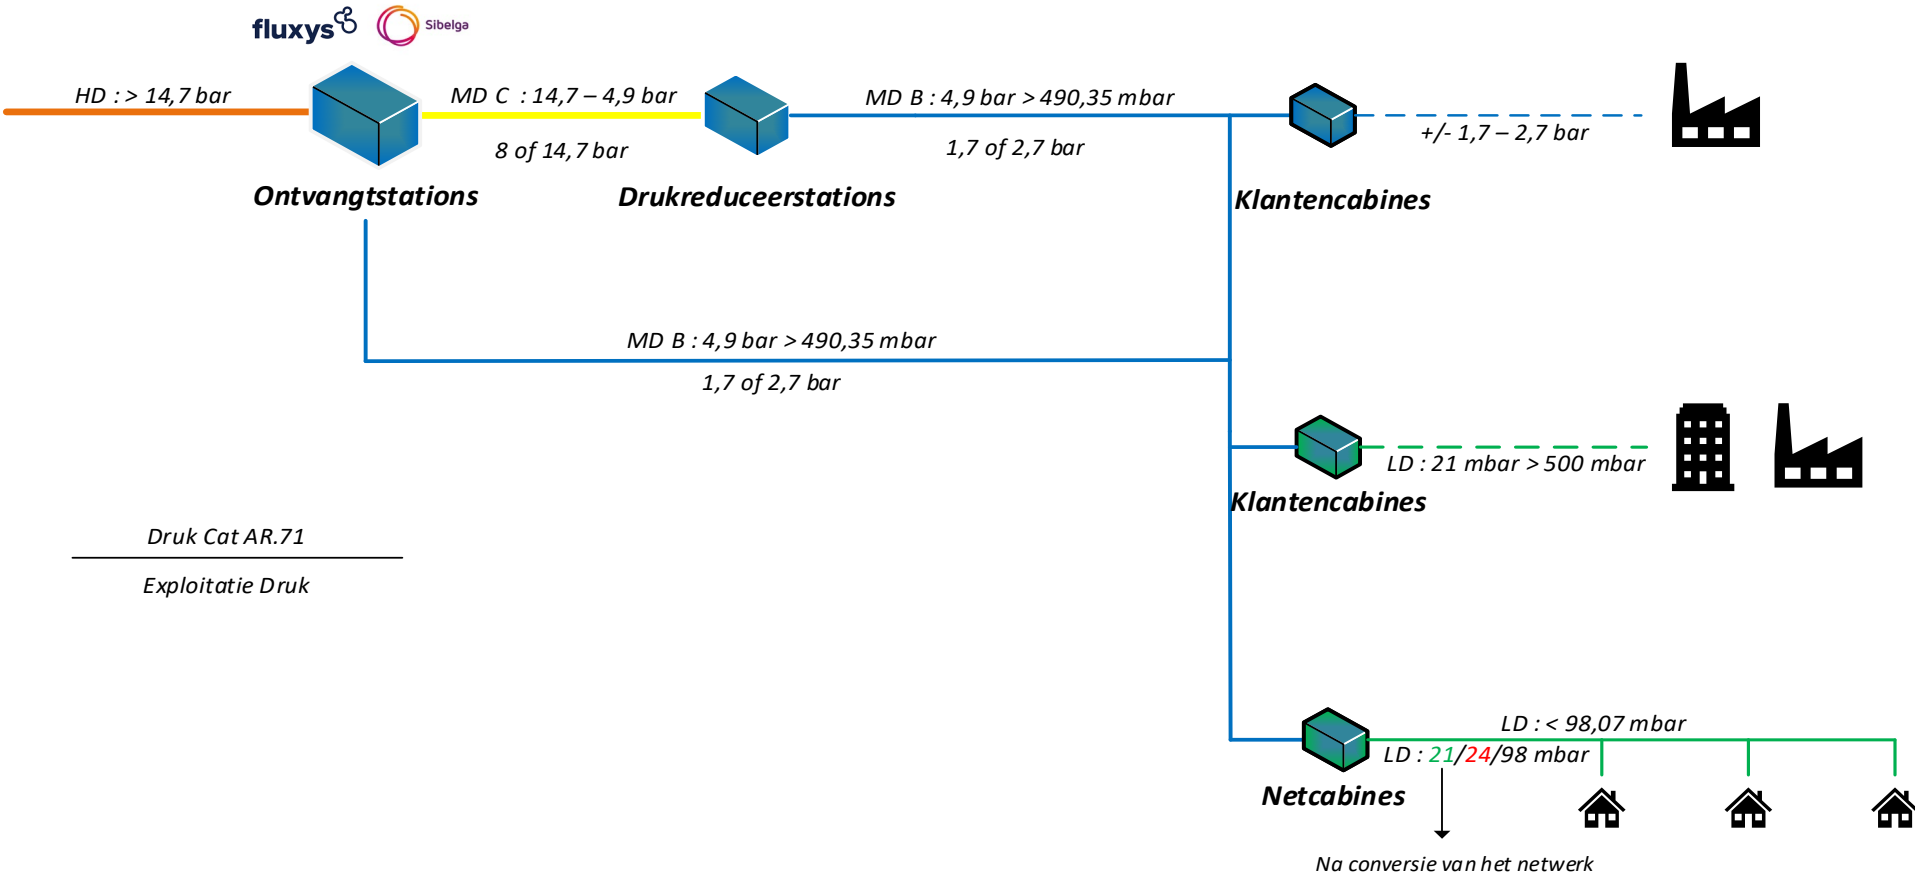 fluxys
Sibelga
HD : > 14,7 bar
MD C : 14,7 – 4,9 bar
8 of 14,7 bar
MD B : 4,9 bar > 490,35 mbar
1,7 of 2,7 bar
+/- 1,7 – 2,7 bar
Ontvangtstations
Drukreduceerstations
Klantencabines
MD B : 4,9 bar > 490,35 mbar
1,7 of 2,7 bar
LD : 21 mbar > 500 mbar
Klantencabines
Druk Cat AR.71
Exploitatie Druk
LD : < 98,07 mbar
LD : 21/24/98 mbar
Netcabines
Na conversie van het netwerk